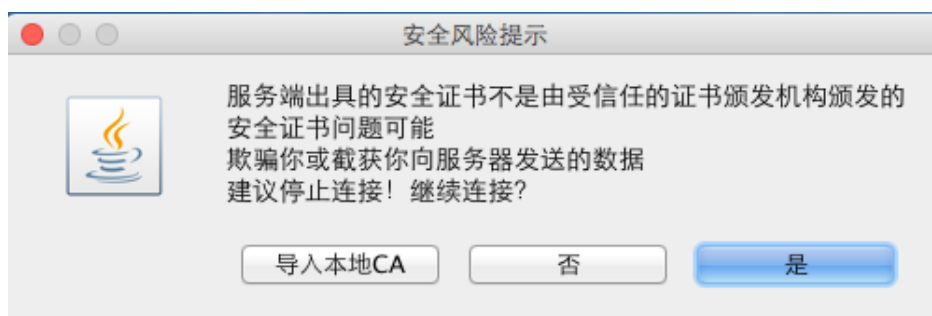 安全风险提示
服务端出具的安全证书不是由受信任的证书颁发机构颁发的
安全证书问题可能
欺骗你或截获你向服务器发送的数据
建议停止连接！继续连接？
导入本地CA 否 是